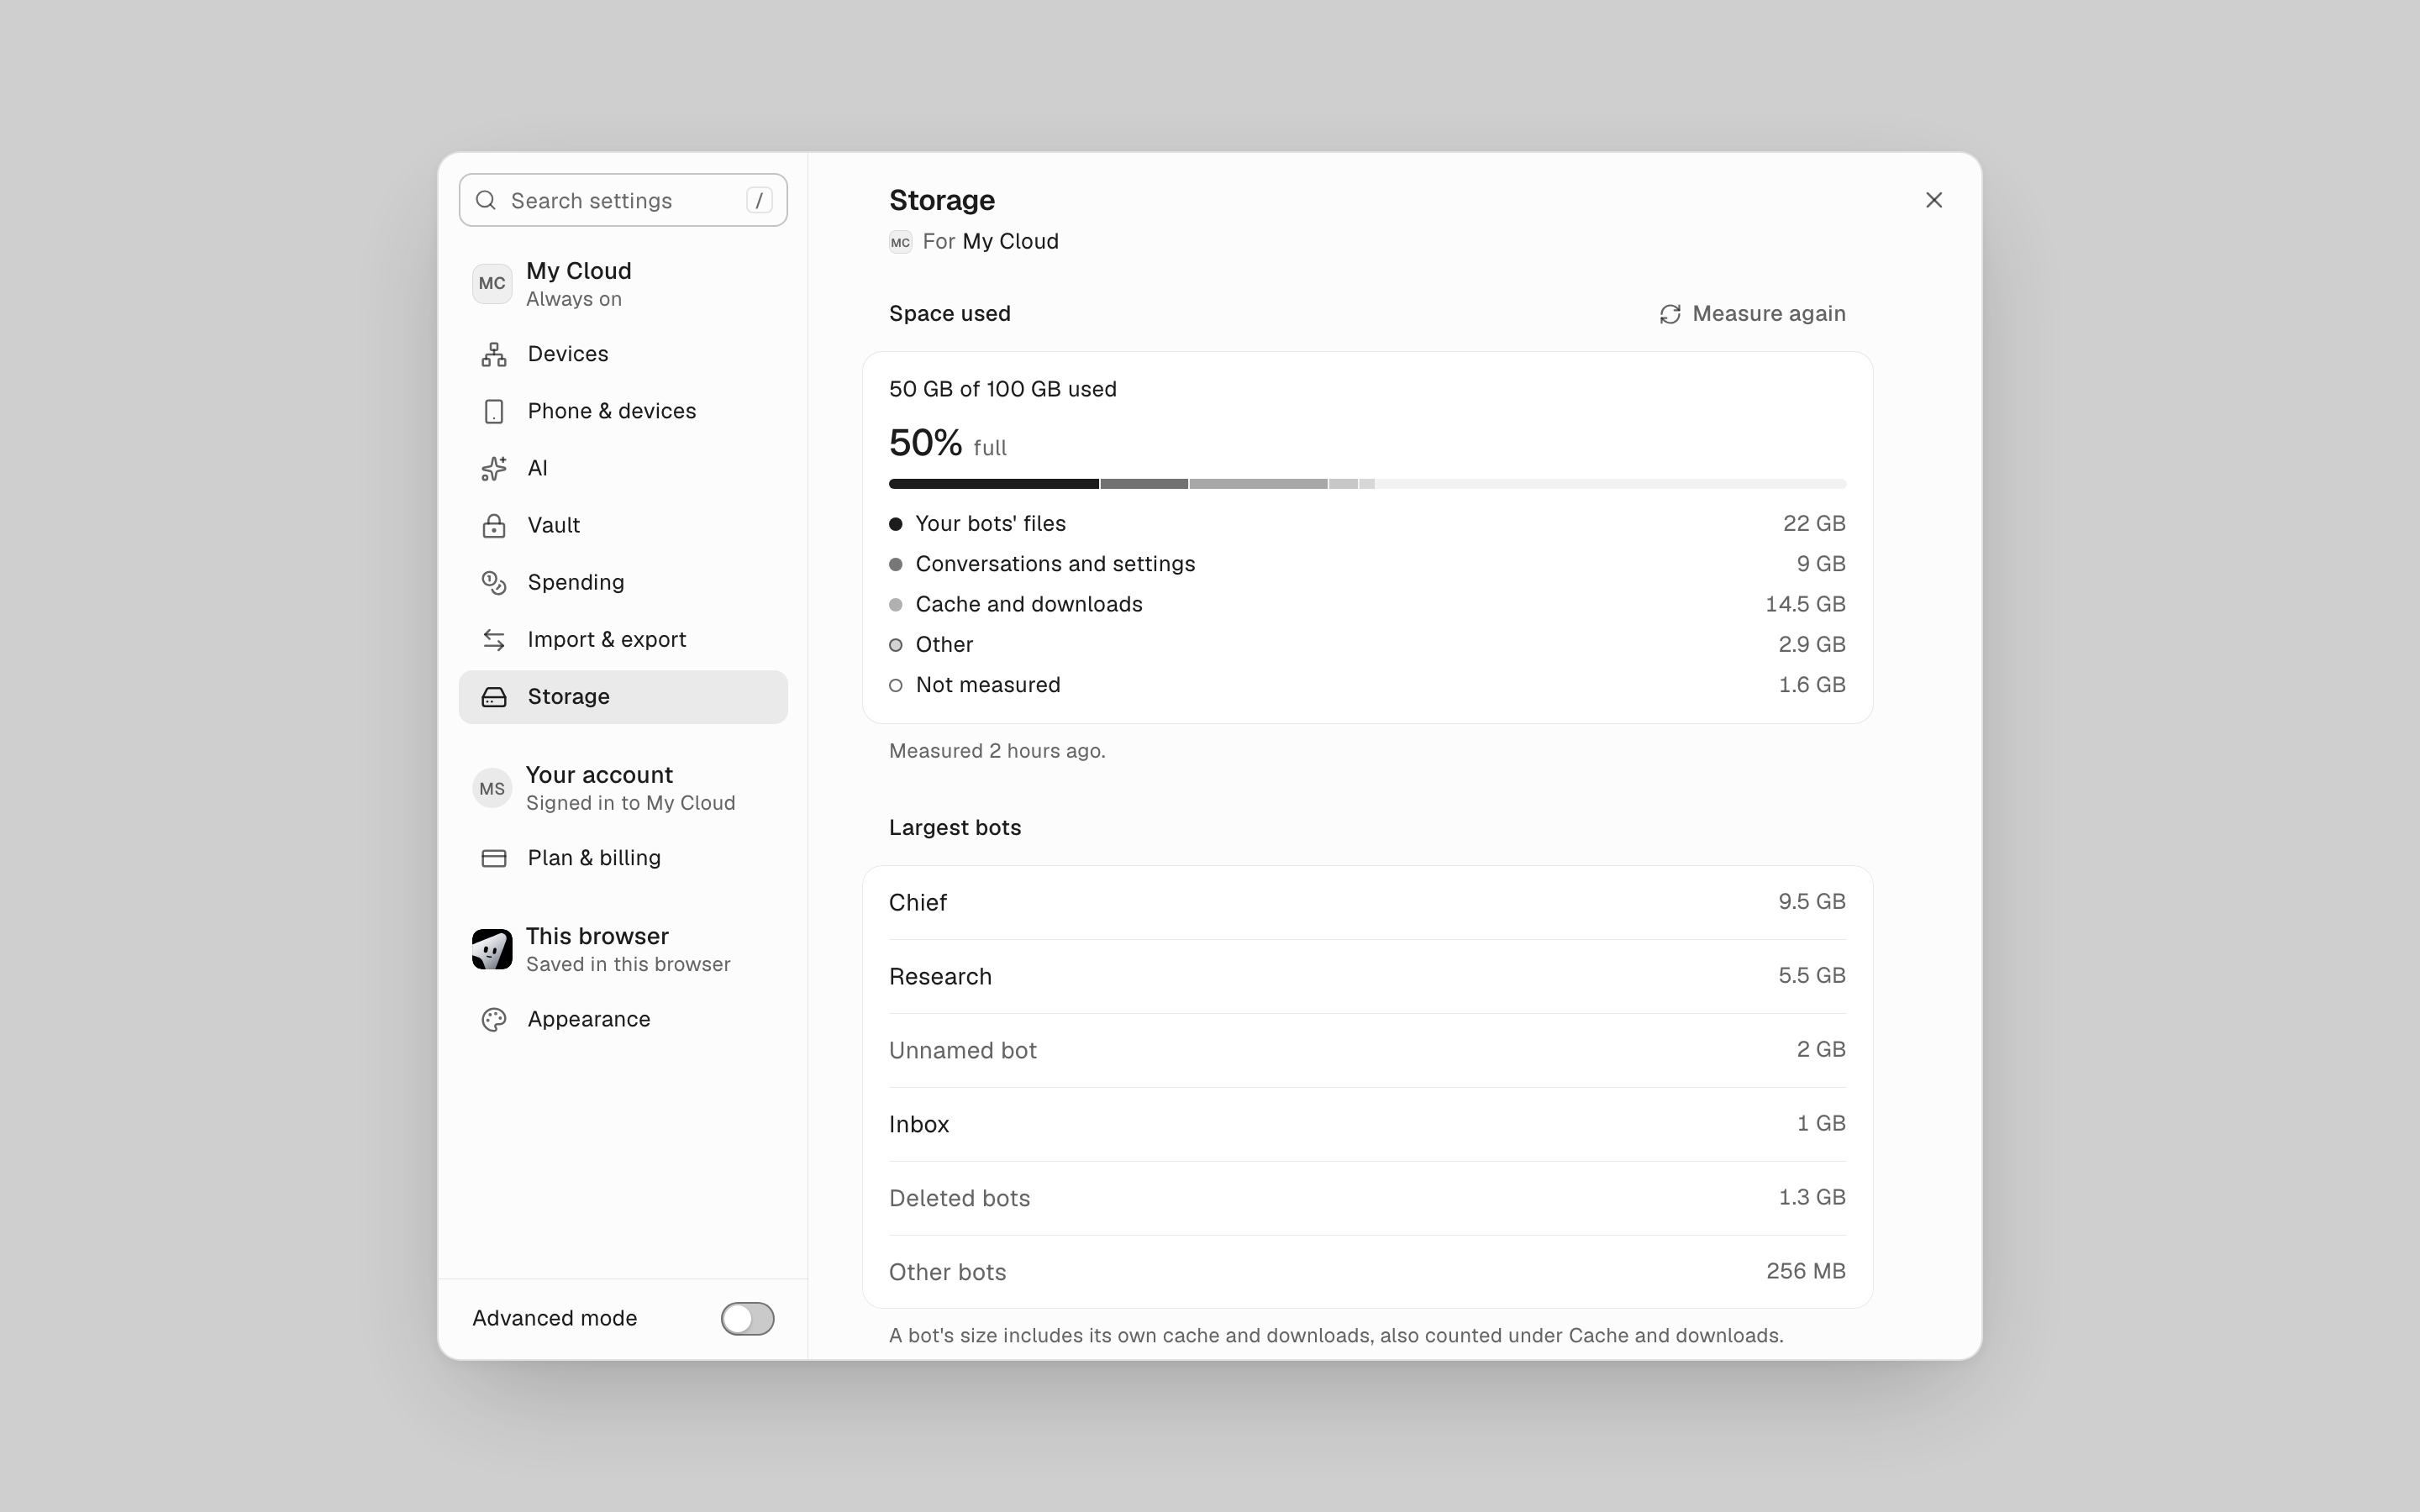 Search settings /
MC My Cloud
Always on
Devices
Phone & devices
AI
Vault
Spending
Import & export
Storage
MS Your account
Signed in to My Cloud
Plan & billing
This browser
Saved in this browser
Appearance
Advanced mode
Storage
MC For My Cloud
Space used Measure again
50 GB of 100 GB used
50% full
Your bots' files 22 GB
Conversations and settings 9 GB
Cache and downloads 14.5 GB
Other 2.9 GB
Not measured 1.6 GB
Measured 2 hours ago.
Largest bots
Chief 9.5 GB
Research 5.5 GB
Unnamed bot 2 GB
Inbox 1 GB
Deleted bots 1.3 GB
Other bots 256 MB
A bot's size includes its own cache and downloads, also counted under Cache and downloads.